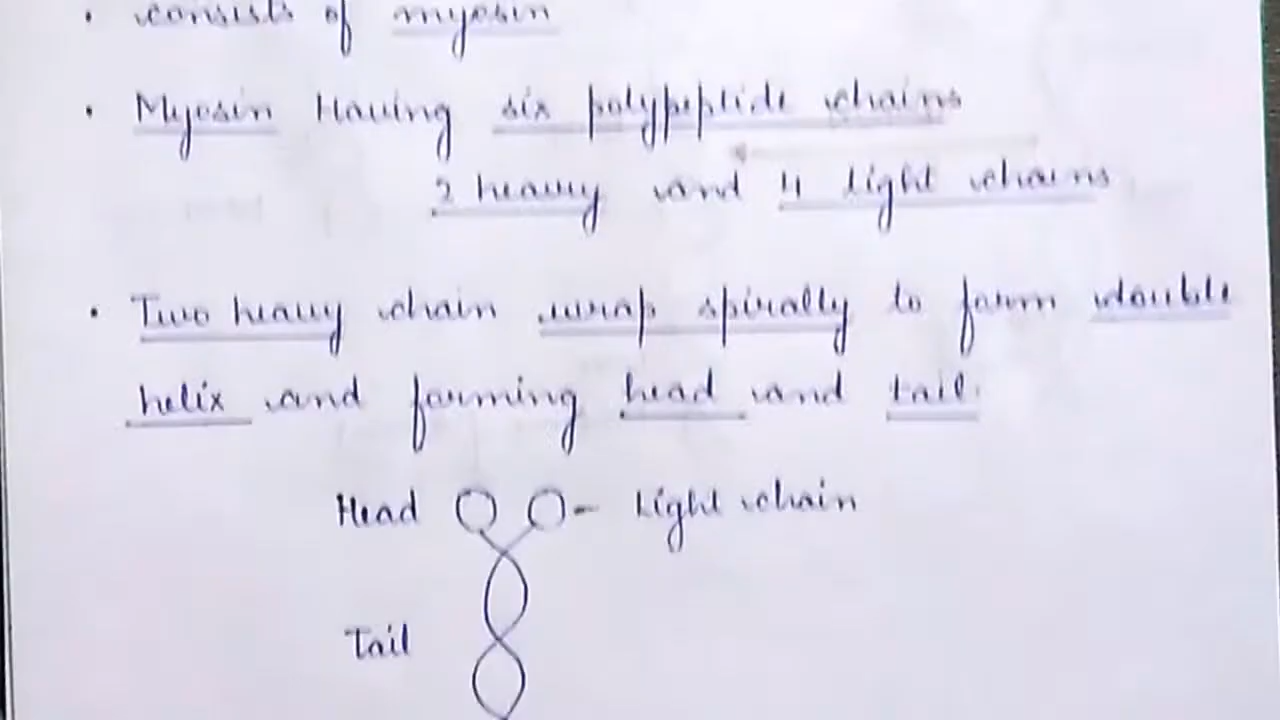 • consists of myosin
• Myosin Having six polypeptide chains
2 heavy and 4 light chains
• Two heavy chain wrap spirally to form double
helix and forming head and tail.
Head - Light chain
Tail